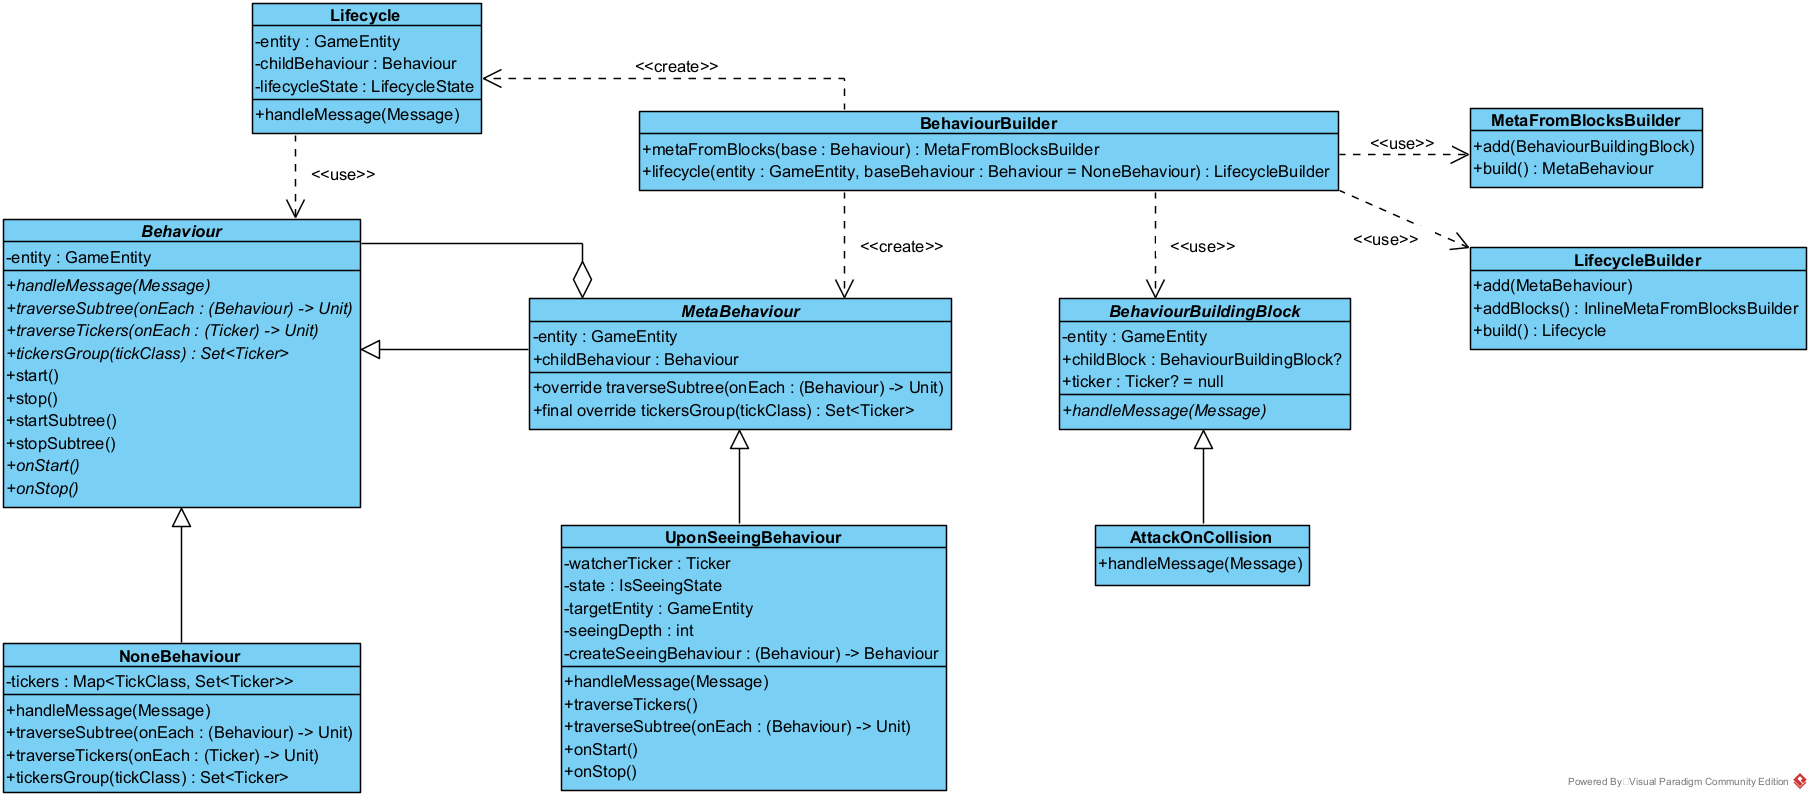 Lifecycle
-entity : GameEntity
-childBehaviour : Behaviour
-lifecycleState : LifecycleState
+handleMessage(Message)
<<create>>
BehaviourBuilder
+metaFromBlocks(base : Behaviour) : MetaFromBlocksBuilder
+lifecycle(entity : GameEntity, baseBehaviour : Behaviour = NoneBehaviour) : LifecycleBuilder
<<use>>
MetaFromBlocksBuilder
+add(BehaviourBuildingBlock)
+build() : MetaBehaviour
<<use>>
<<create>>
<<use>>
<<use>>
LifecycleBuilder
+add(MetaBehaviour)
+addBlocks() : InlineMetaFromBlocksBuilder
+build() : Lifecycle
Behaviour
-entity : GameEntity
+handleMessage(Message)
+traverseSubtree(onEach : (Behaviour) -> Unit)
+traverseTickers(onEach : (Ticker) -> Unit)
+tickersGroup(tickClass) : Set<Ticker>
+start()
+stop()
+startSubtree()
+stopSubtree()
+onStart()
+onStop()
MetaBehaviour
-entity : GameEntity
+childBehaviour : Behaviour
+override traverseSubtree(onEach : (Behaviour) -> Unit)
+final override tickersGroup(tickClass) : Set<Ticker>
BehaviourBuildingBlock
-entity : GameEntity
+childBlock : BehaviourBuildingBlock?
+ticker : Ticker? = null
+handleMessage(Message)
UponSeeingBehaviour
-watcherTicker : Ticker
-state : IsSeeingState
-targetEntity : GameEntity
-seeingDepth : int
-createSeeingBehaviour : (Behaviour) -> Behaviour
+handleMessage(Message)
+traverseTickers()
+traverseSubtree(onEach : (Behaviour) -> Unit)
+onStart()
+onStop()
AttackOnCollision
+handleMessage(Message)
NoneBehaviour
-tickers : Map<TickClass, Set<Ticker>>
+handleMessage(Message)
+traverseSubtree(onEach : (Behaviour) -> Unit)
+traverseTickers(onEach : (Ticker) -> Unit)
+tickersGroup(tickClass) : Set<Ticker>
Powered By Visual Paradigm Community Edition